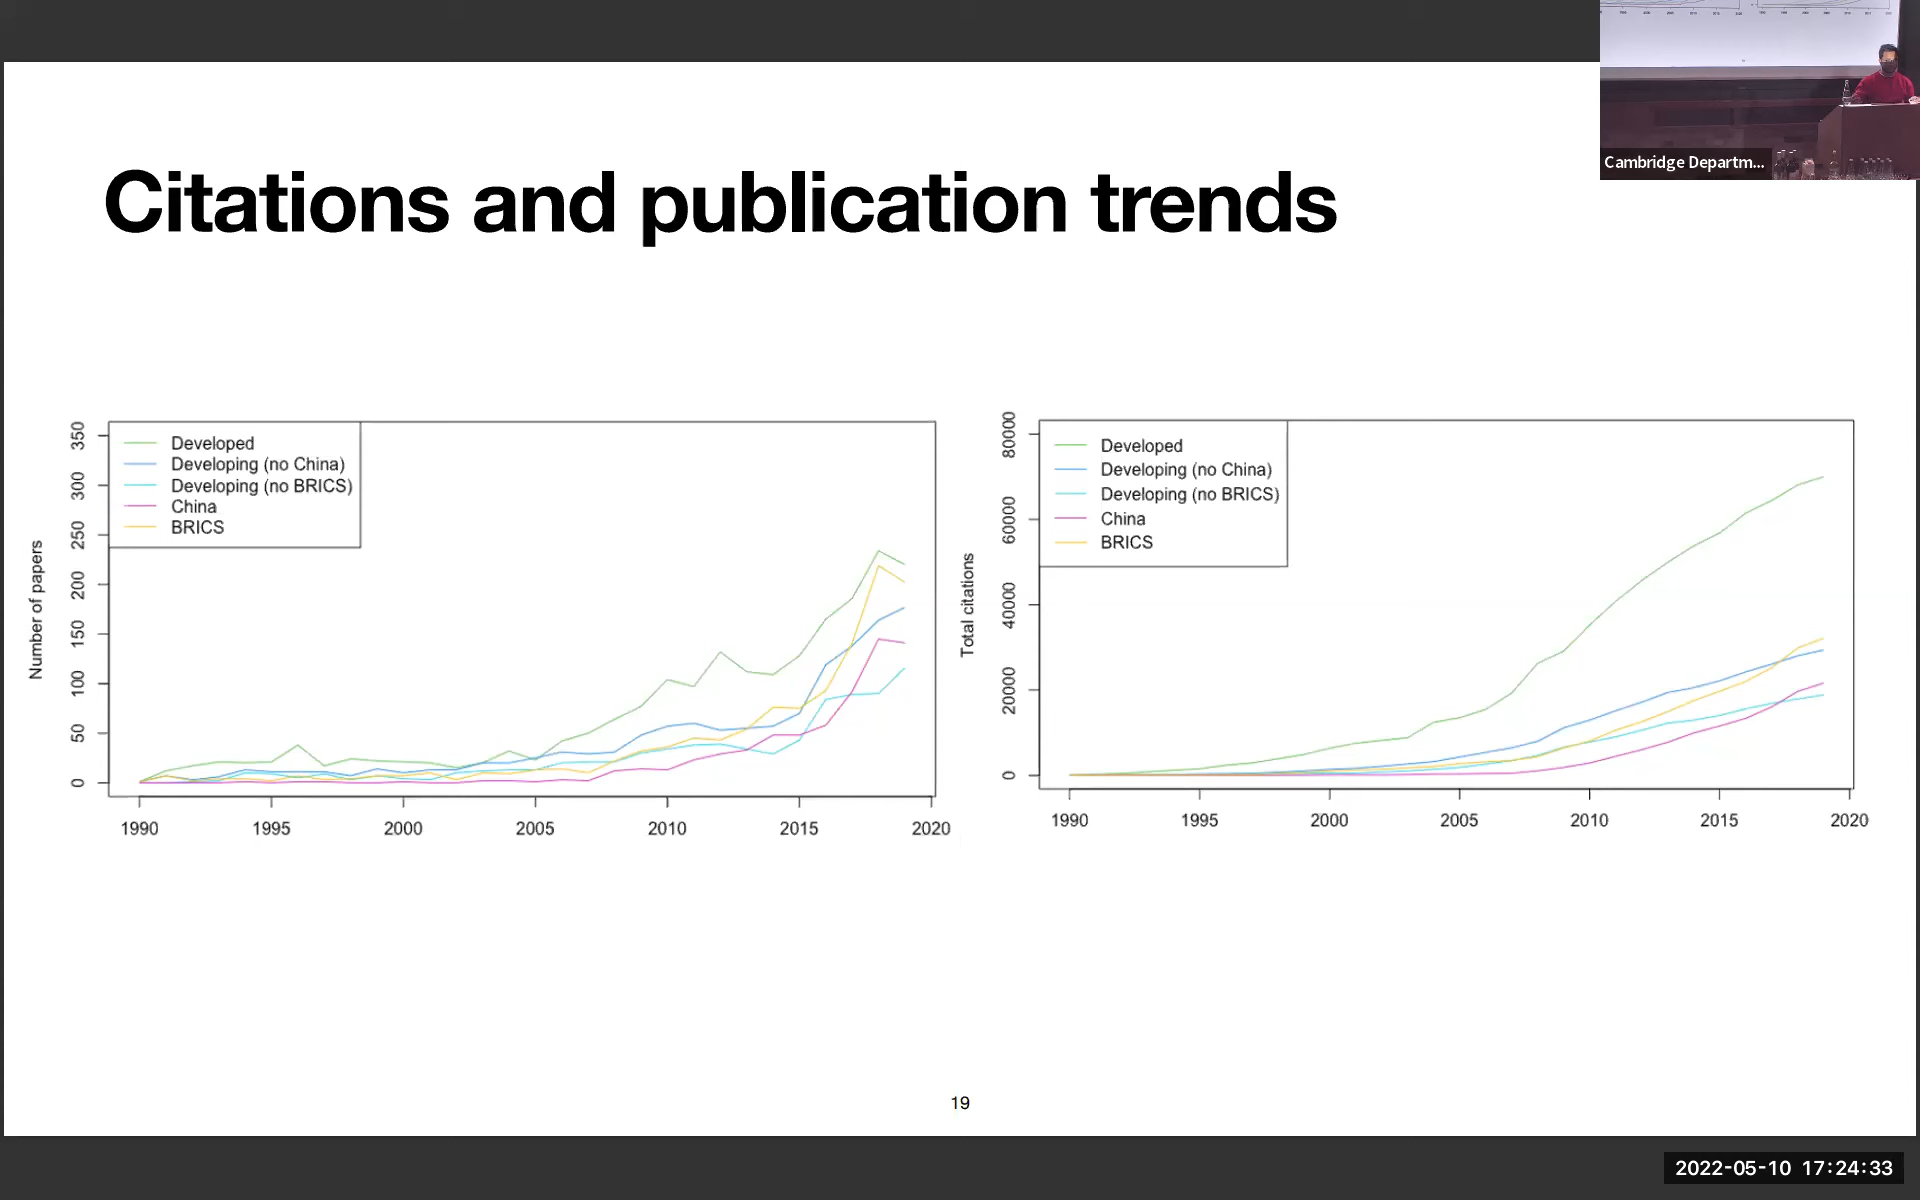 Cambridge Departm...
Citations and publication trends
Number of papers
350
300
250
200
150
100
50
0
Developed
Developing (no China)
Developing (no BRICS)
China
BRICS
1990
1995
2000
2005
2010
2015
2020
Total citations
80000
60000
40000
20000
0
Developed
Developing (no China)
Developing (no BRICS)
China
BRICS
1990
1995
2000
2005
2010
2015
2020
19
2022-05-10 17:24:33